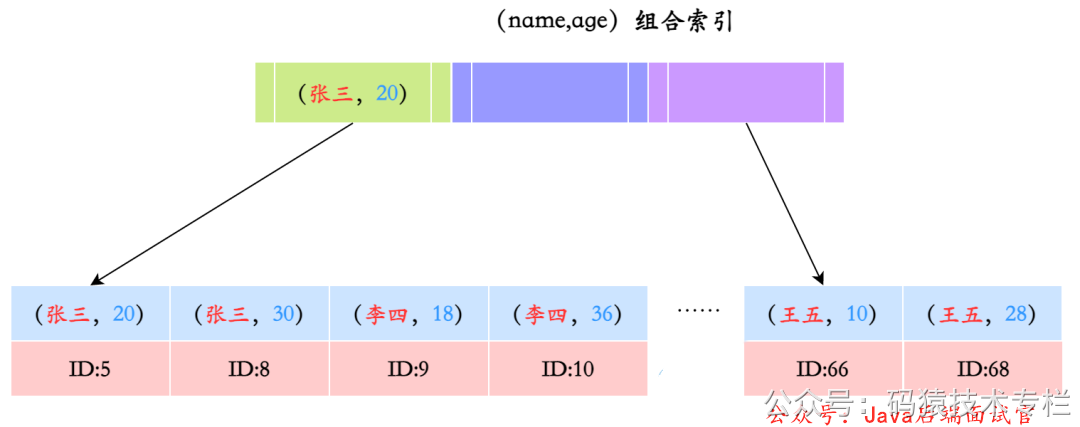 （name,age）组合索引
（张三，20）
（张三，20） （张三，30） （李四，18） （李四，36） …… （王五，10） （王五，28）
ID:5 ID:8 ID:9 ID:10 ID:66 ID:68
公众号：码猿技术专栏
公众号：Java后端面试官